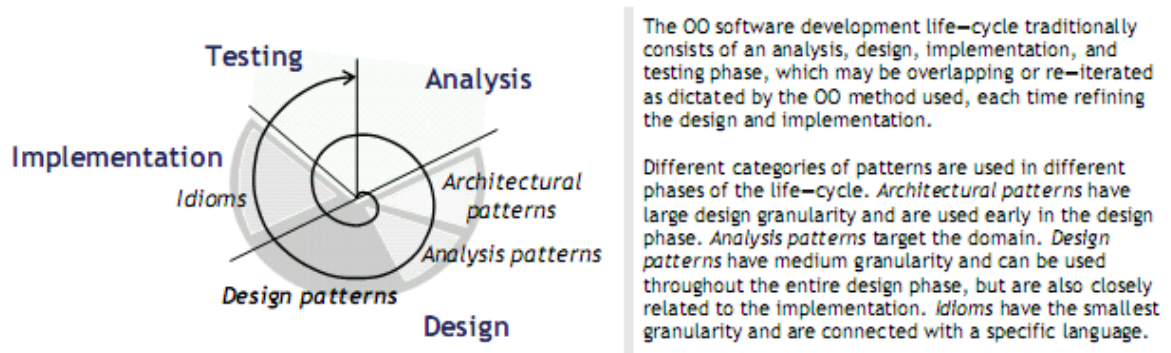 Testing
Analysis
Implementation
Idioms
Architectural
patterns
Analysis patterns
Design patterns
Design
The OO software development life-cycle traditionally
consists of an analysis, design, implementation, and
testing phase, which may be overlapping or re-iterated
as dictated by the OO method used, each time refining
the design and implementation.
Different categories of patterns are used in different
phases of the life-cycle. Architectural patterns have
large design granularity and are used early in the design
phase. Analysis patterns target the domain. Design
patterns have medium granularity and can be used
throughout the entire design phase, but are also closely
related to the implementation. Idioms have the smallest
granularity and are connected with a specific language.